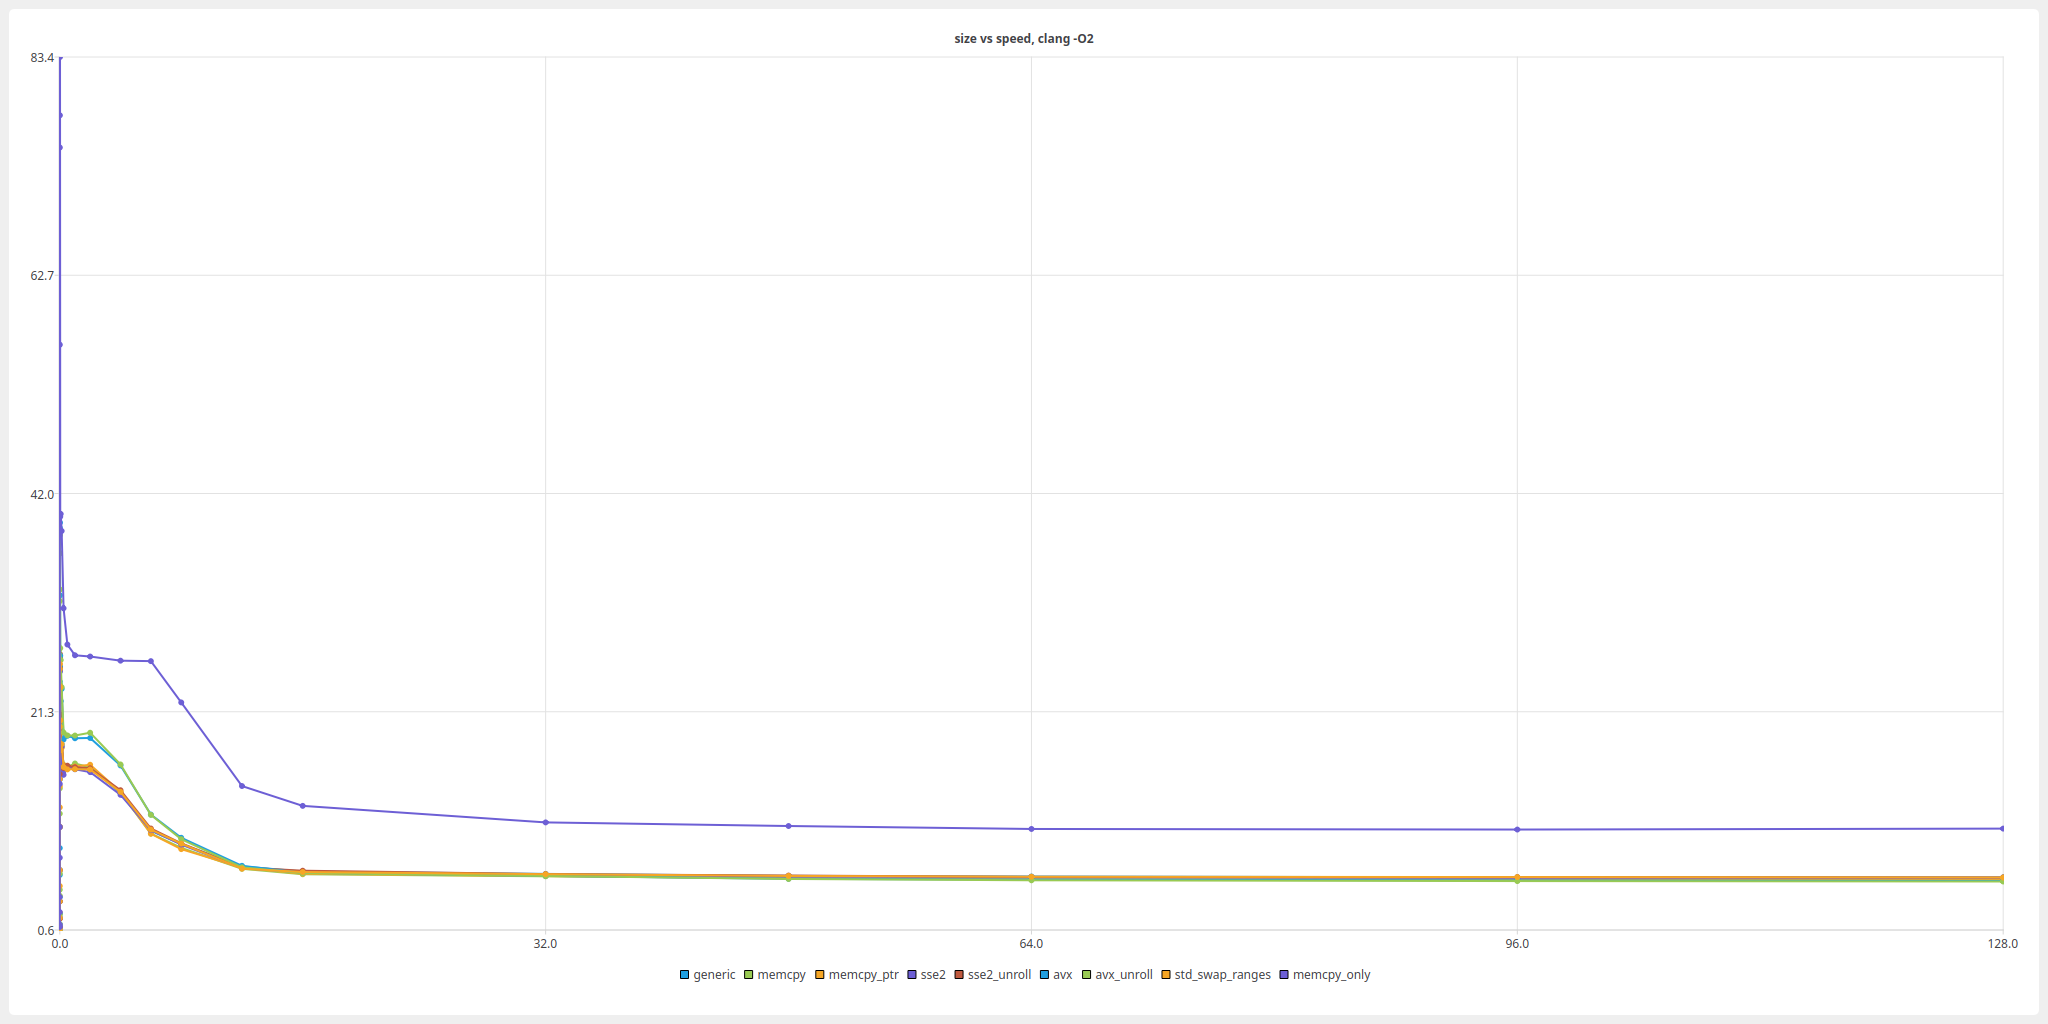 size vs speed, clang -O2
83.4
62.7
42.0
21.3
0.6
0.0 32.0 64.0 96.0 128.0
generic memcpy memcpy_ptr sse2 sse2_unroll avx avx_unroll std_swap_ranges memcpy_only